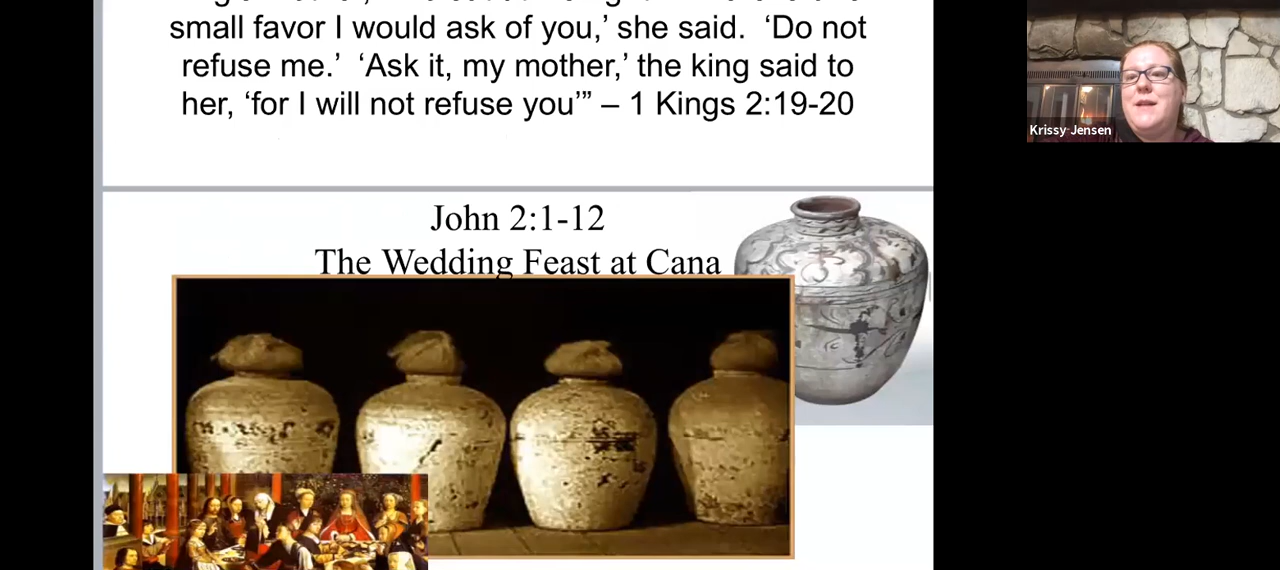 small favor I would ask of you,’ she said.  ‘Do not
refuse me.’  ‘Ask it, my mother,’ the king said to
her, ‘for I will not refuse you’” – 1 Kings 2:19-20
Krissy Jensen
John 2:1-12
The Wedding Feast at Cana